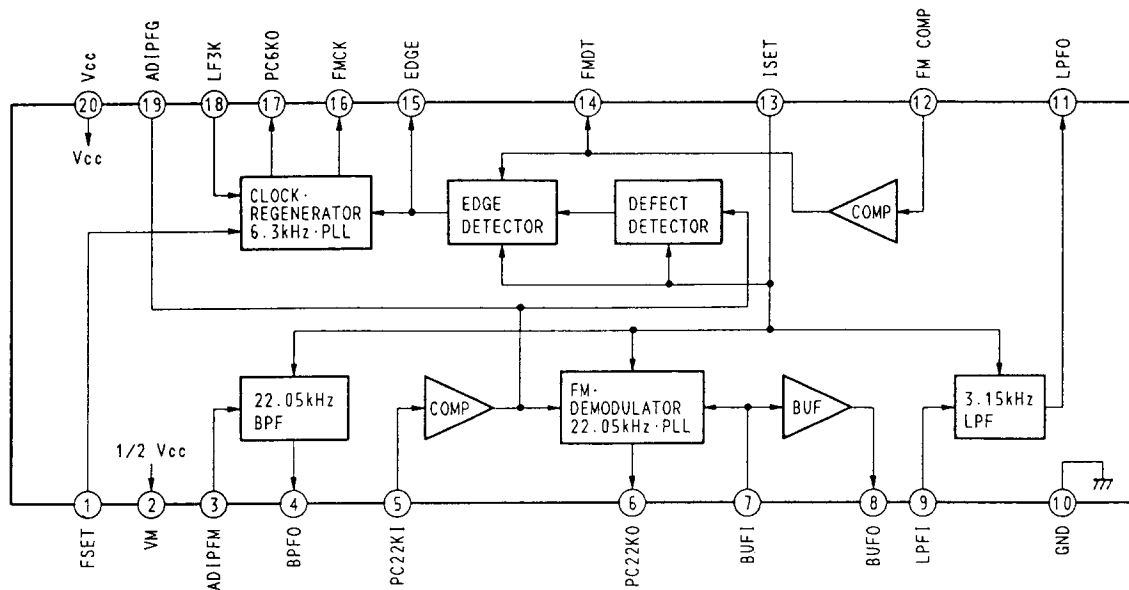 Vcc
ADIPFG
LF3K
PC6KO
FMCK
EDGE
FMDT
ISET
FM COMP
LPFO
20
19
18
17
16
15
14
13
12
11
Vcc
CLOCK·
REGENERATOR
6.3kHz·PLL
EDGE
DETECTOR
DEFECT
DETECTOR
COMP
22.05kHz
BPF
COMP
FM·
DEMODULATOR
22.05kHz·PLL
BUF
3.15kHz
LPF
1/2 Vcc
1
2
3
4
5
6
7
8
9
10
FSET
VM
ADIPFM
BPFO
PC22KI
PC22KO
BUFI
BUFO
LPFI
GND